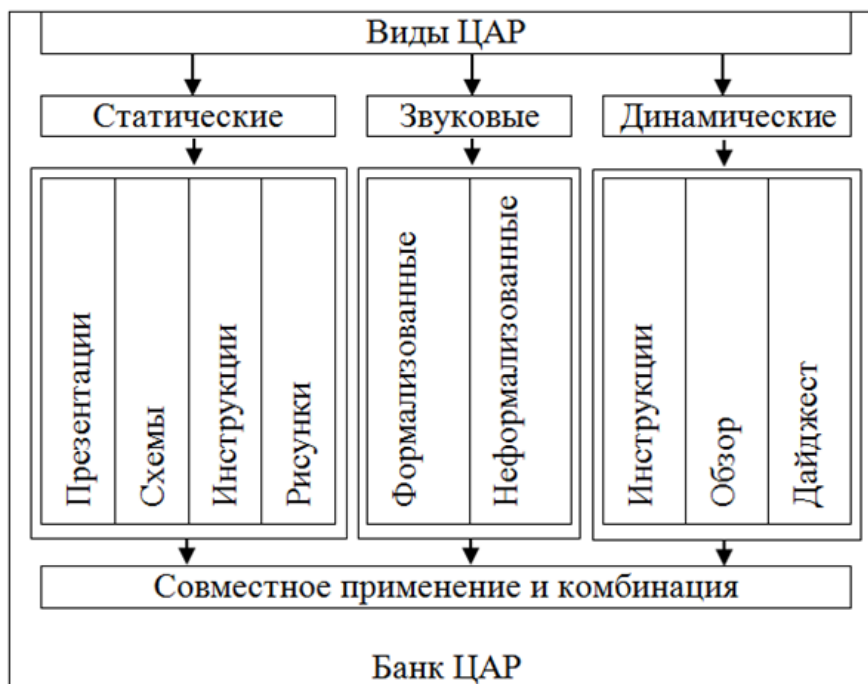 Виды ЦАР
Статические
Звуковые
Динамические
Презентации
Схемы
Инструкции
Рисунки
Формализованные
Неформализованные
Инструкции
Обзор
Дайджест
Совместное применение и комбинация
Банк ЦАР